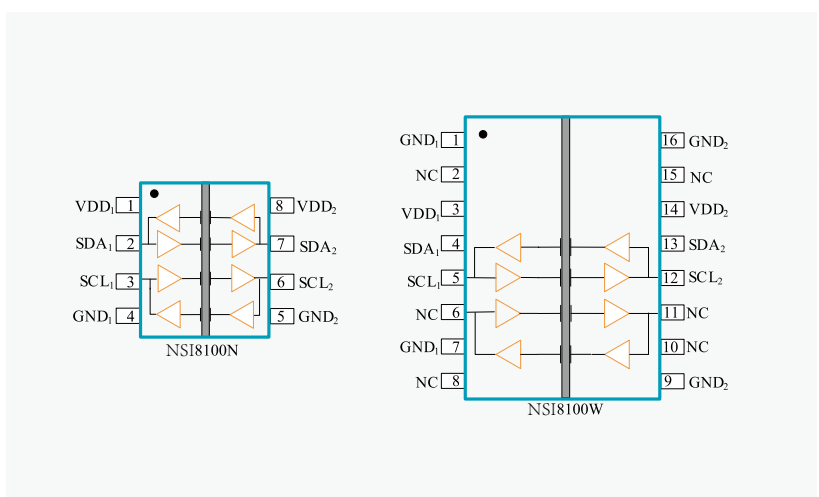 VDD₁ 1 8 VDD₂
SDA₁ 2 7 SDA₂
SCL₁ 3 6 SCL₂
GND₁ 4 5 GND₂
NSI8100N
GND₁ 1 16 GND₂
NC 2 15 NC
VDD₁ 3 14 VDD₂
SDA₁ 4 13 SDA₂
SCL₁ 5 12 SCL₂
NC 6 11 NC
GND₁ 7 10 NC
NC 8 9 GND₂
NSI8100W